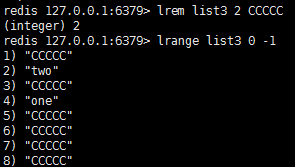 redis 127.0.0.1:6379> lrem list3 2 CCCCC
(integer) 2
redis 127.0.0.1:6379> lrange list3 0 -1
1) "CCCCC"
2) "two"
3) "CCCCC"
4) "one"
5) "CCCCC"
6) "CCCCC"
7) "CCCCC"
8) "CCCCC"